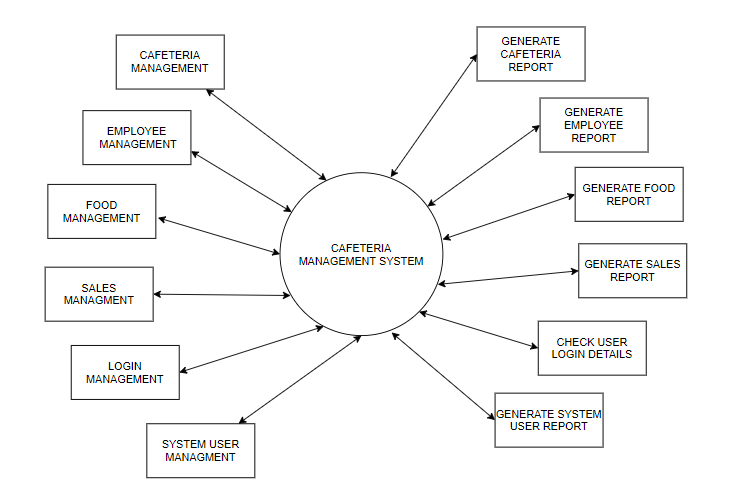 CAFETERIA
MANAGEMENT
EMPLOYEE
MANAGEMENT
FOOD
MANAGEMENT
SALES
MANAGMENT
LOGIN
MANAGEMENT
SYSTEM USER
MANAGMENT
CAFETERIA
MANAGEMENT SYSTEM
GENERATE
CAFETERIA
REPORT
GENERATE
EMPLOYEE
REPORT
GENERATE FOOD
REPORT
GENERATE SALES
REPORT
CHECK USER
LOGIN DETAILS
GENERATE SYSTEM
USER REPORT